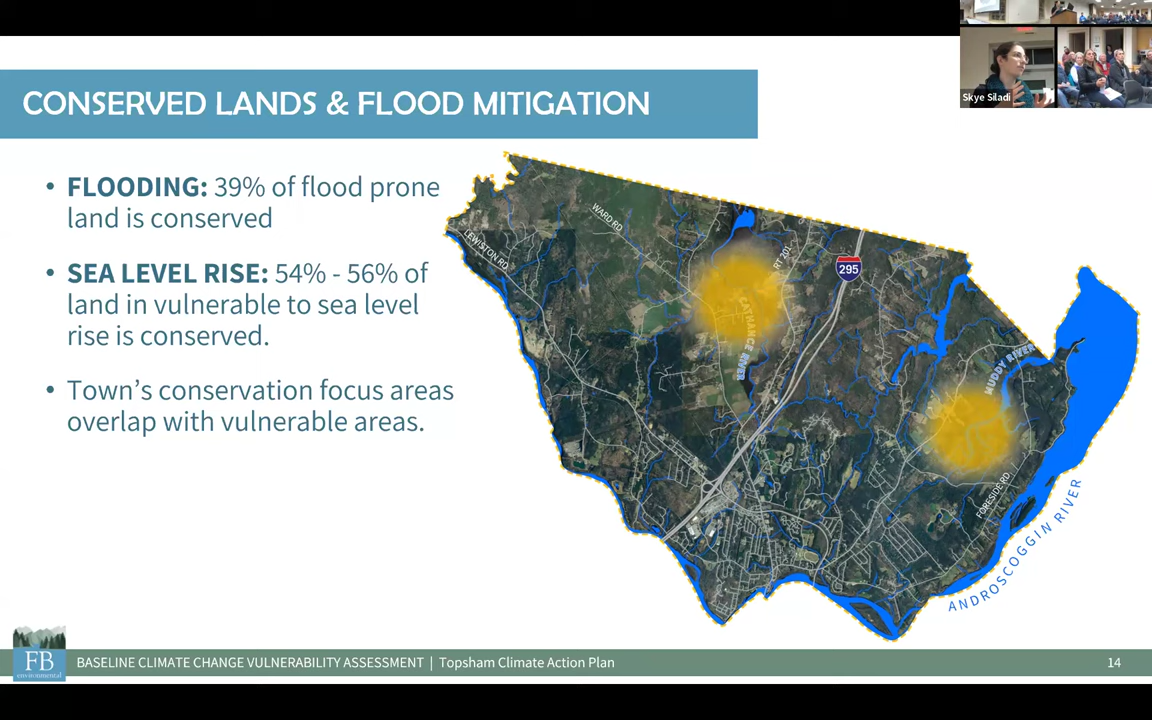 Skye Siladi
CONSERVED LANDS & FLOOD MITIGATION
• FLOODING: 39% of flood prone
land is conserved
• SEA LEVEL RISE: 54% - 56% of
land in vulnerable to sea level
rise is conserved.
• Town’s conservation focus areas
overlap with vulnerable areas.
WARD RD
LEWISTON RD
RT 201
295
CATHANCE RIVER
MUDDY RIVER
FORESIDE RD
ANDROSCOGGIN RIVER
FB
environmental
BASELINE CLIMATE CHANGE VULNERABILITY ASSESSMENT | Topsham Climate Action Plan
14